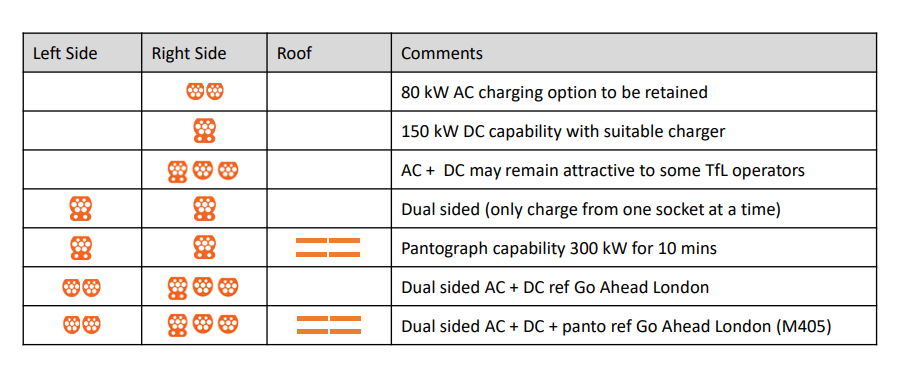 Left Side Right Side Roof Comments
80 kW AC charging option to be retained
150 kW DC capability with suitable charger
AC +  DC may remain attractive to some TfL operators
Dual sided (only charge from one socket at a time)
Pantograph capability 300 kW for 10 mins
Dual sided AC + DC ref Go Ahead London
Dual sided AC + DC + panto ref Go Ahead London (M405)